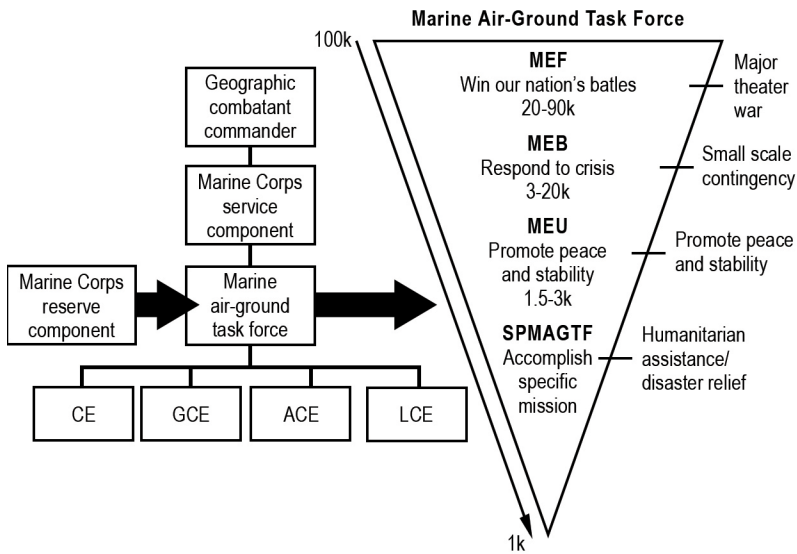 Marine Air-Ground Task Force
100k
MEF
Win our nation's batles
20-90k
Major
theater
war
MEB
Respond to crisis
3-20k
Small scale
contingency
MEU
Promote peace
and stability
1.5-3k
Promote peace
and stability
SPMAGTF
Accomplish
specific
mission
Humanitarian
assistance/
disaster relief
1k
Geographic
combatant
commander
Marine Corps
service
component
Marine Corps
reserve
component
Marine
air-ground
task force
CE
GCE
ACE
LCE